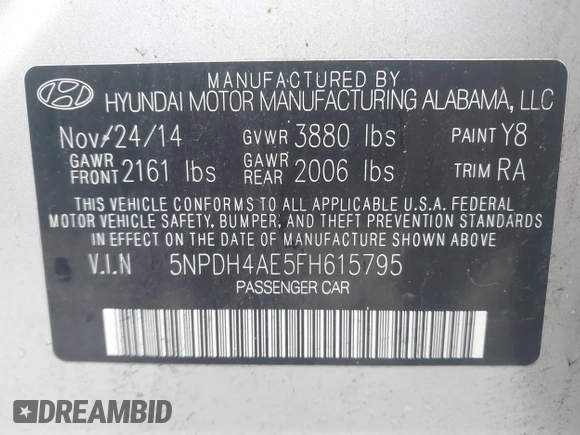 MANUFACTURED BY
HYUNDAI MOTOR MANUFACTURING ALABAMA, LLC
Nov/24/14 GVWR 3880 lbs PAINT Y8
GAWR FRONT 2161 lbs GAWR REAR 2006 lbs TRIM RA
THIS VEHICLE CONFORMS TO ALL APPLICABLE U.S.A. FEDERAL
MOTOR VEHICLE SAFETY, BUMPER, AND THEFT PREVENTION STANDARDS
IN EFFECT ON THE DATE OF MANUFACTURE SHOWN ABOVE.
V.I.N 5NPDH4AE5FH615795
PASSENGER CAR
DREAMBID